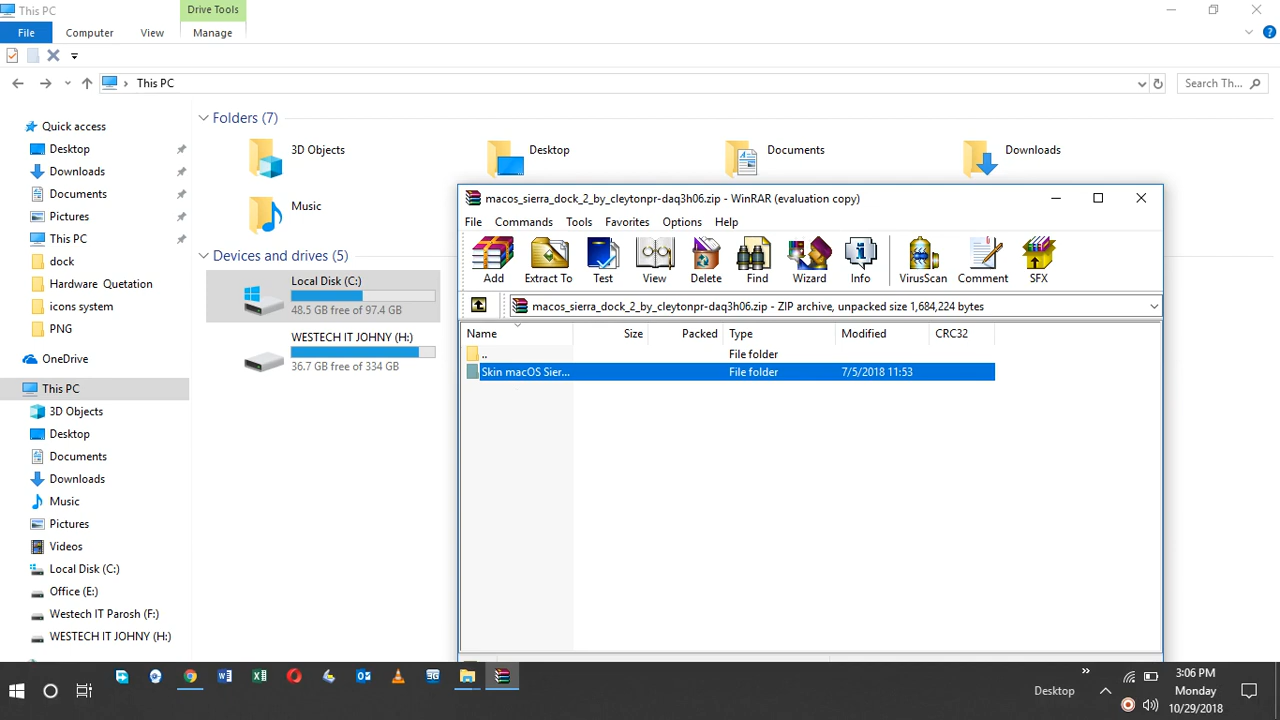 This PC
Drive Tools
File
Computer
View
Manage
This PC
Search Th...
Quick access
Desktop
Downloads
Documents
Pictures
This PC
dock
Hardware Quetation
icons system
PNG
OneDrive
This PC
3D Objects
Desktop
Documents
Downloads
Music
Pictures
Videos
Local Disk (C:)
Office (E:)
Westech IT Parosh (F:)
WESTECH IT JOHNY (H:)
Folders (7)
3D Objects
Desktop
Documents
Downloads
Music
Devices and drives (5)
Local Disk (C:)
48.5 GB free of 97.4 GB
WESTECH IT JOHNY (H:)
36.7 GB free of 334 GB
macos_sierra_dock_2_by_cleytonpr-daq3h06.zip - WinRAR (evaluation copy)
File Commands Tools Favorites Options Help
Add Extract To Test View Delete Find Wizard Info VirusScan Comment SFX
macos_sierra_dock_2_by_cleytonpr-daq3h06.zip - ZIP archive, unpacked size 1,684,224 bytes
Name Size Packed Type Modified CRC32
.. File folder
Skin macOS Sier... File folder 7/5/2018 11:53
Desktop
3:06 PM
Monday
10/29/2018